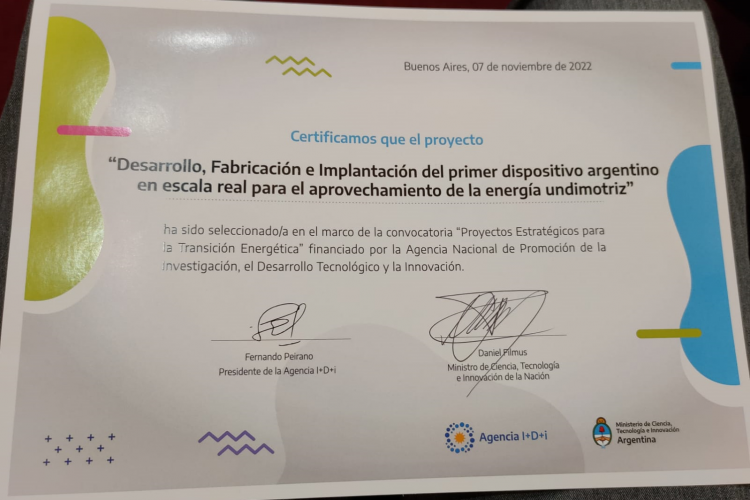 Buenos Aires, 07 de noviembre de 2022
Certificamos que el proyecto
“Desarrollo, Fabricación e Implantación del primer dispositivo argentino
en escala real para el aprovechamiento de la energía undimotriz”
ha sido seleccionado/a en el marco de la convocatoria “Proyectos Estratégicos para
la Transición Energética” financiado por la Agencia Nacional de Promoción de la
Investigación, el Desarrollo Tecnológico y la Innovación.
Fernando Peirano
Presidente de la Agencia I+D+i
Daniel Filmus
Ministro de Ciencia, Tecnología
e Innovación de la Nación
Agencia I+D+i
Ministerio de Ciencia,
Tecnología e Innovación
Argentina